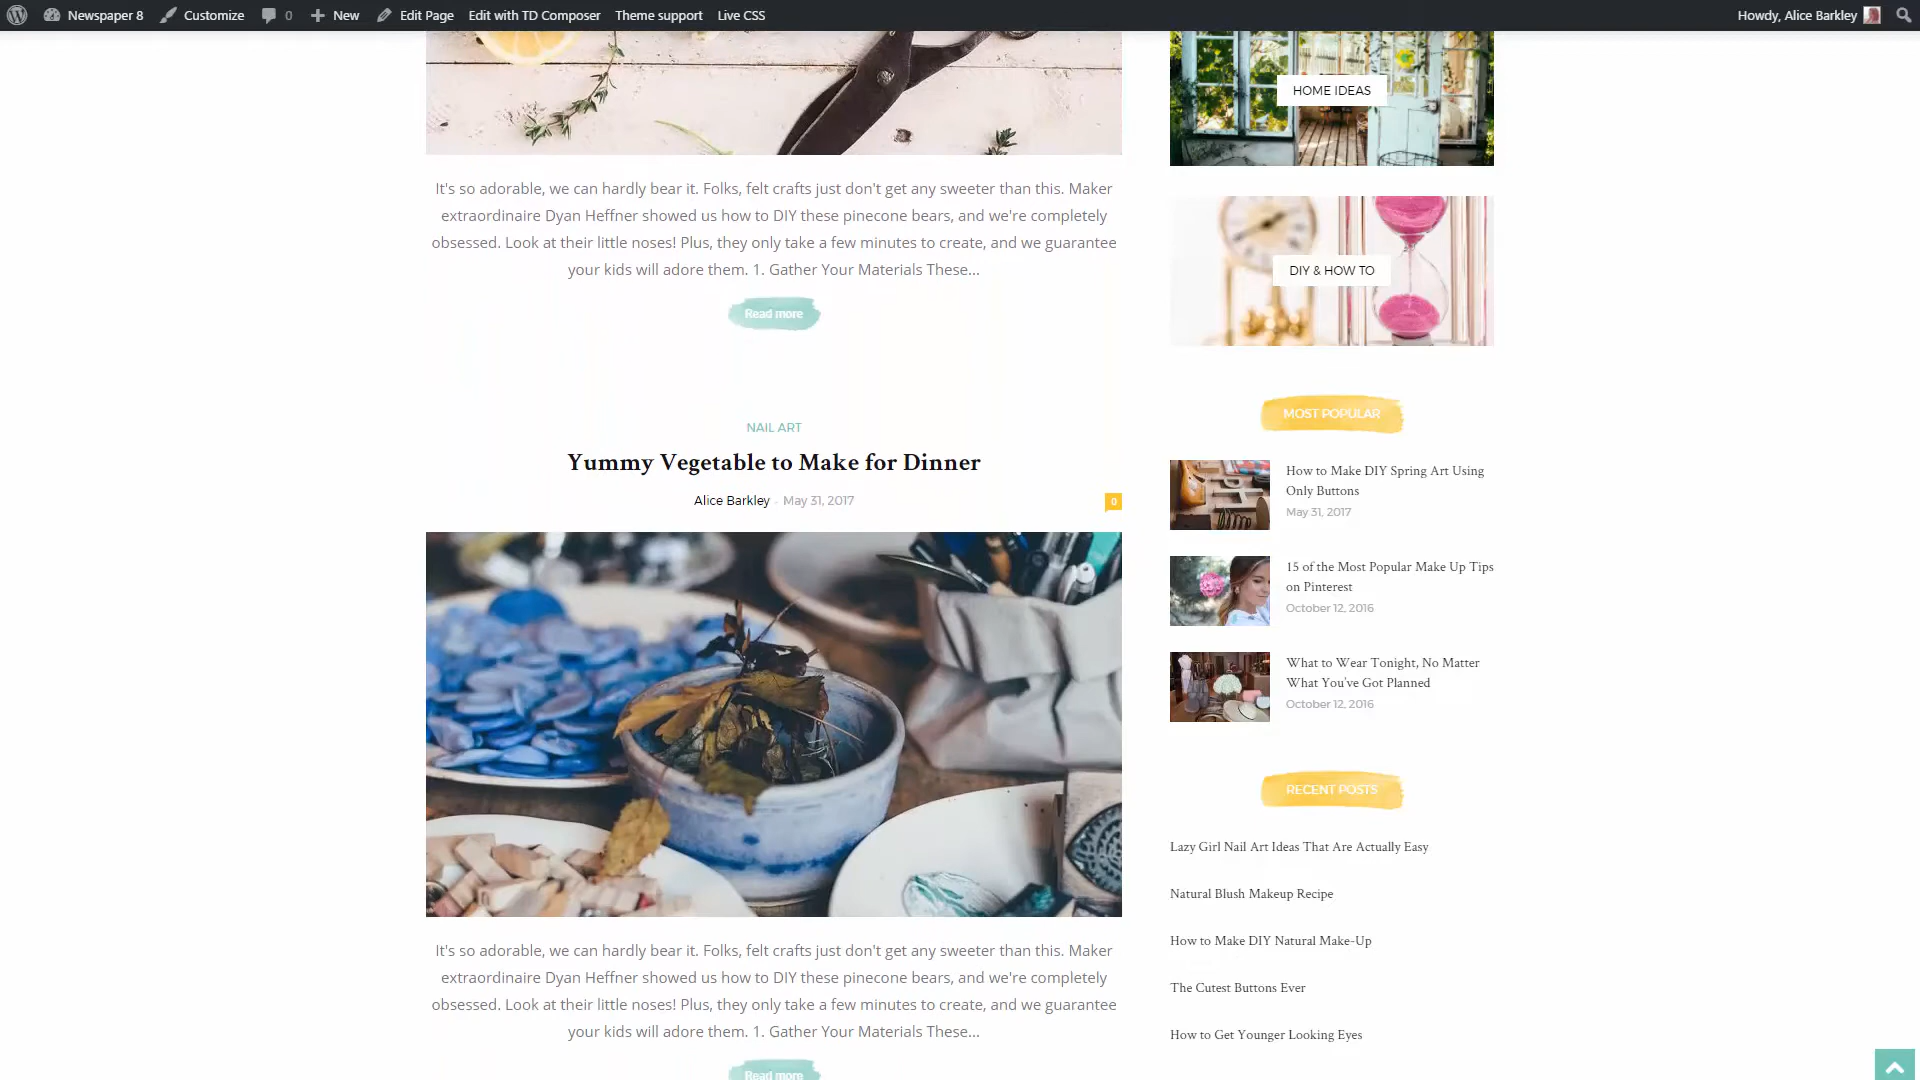 Newspaper 8 Customize 0 New Edit Page Edit with TD Composer Theme support Live CSS Howdy, Alice Barkley
It's so adorable, we can hardly bear it. Folks, felt crafts just don't get any sweeter than this. Maker
extraordinaire Dyan Heffner showed us how to DIY these pinecone bears, and we're completely
obsessed. Look at their little noses! Plus, they only take a few minutes to create, and we guarantee
your kids will adore them. 1. Gather Your Materials These...
Read more
NAIL ART
Yummy Vegetable to Make for Dinner
Alice Barkley - May 31, 2017
0
It's so adorable, we can hardly bear it. Folks, felt crafts just don't get any sweeter than this. Maker
extraordinaire Dyan Heffner showed us how to DIY these pinecone bears, and we're completely
obsessed. Look at their little noses! Plus, they only take a few minutes to create, and we guarantee
your kids will adore them. 1. Gather Your Materials These...
Read more
HOME IDEAS
DIY & HOW TO
MOST POPULAR
How to Make DIY Spring Art Using
Only Buttons
May 31, 2017
15 of the Most Popular Make Up Tips
on Pinterest
October 12, 2016
What to Wear Tonight, No Matter
What You've Got Planned
October 12, 2016
RECENT POSTS
Lazy Girl Nail Art Ideas That Are Actually Easy
Natural Blush Makeup Recipe
How to Make DIY Natural Make-Up
The Cutest Buttons Ever
How to Get Younger Looking Eyes